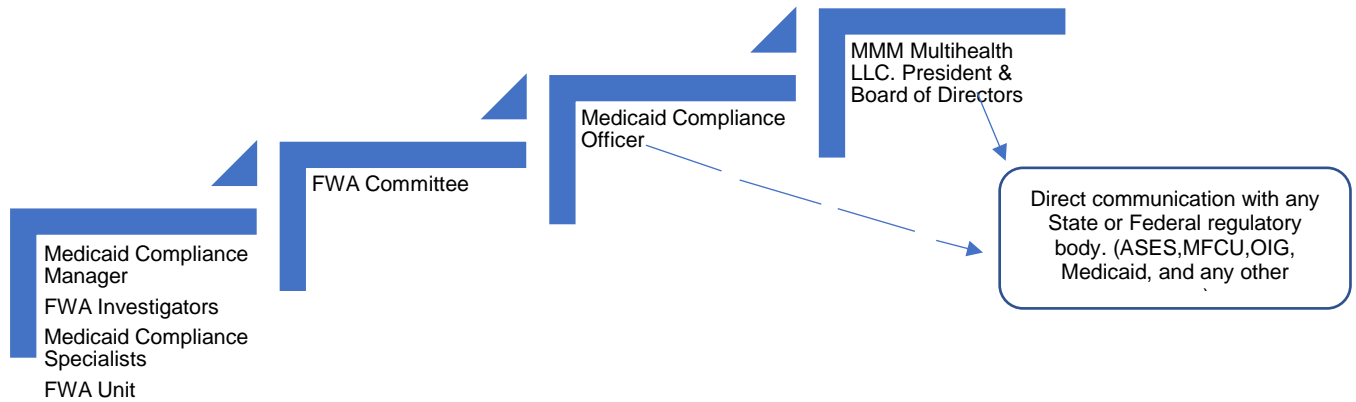 MMM Multihealth
LLC. President &
Board of Directors
Medicaid Compliance
Officer
FWA Committee
Medicaid Compliance
Manager
FWA Investigators
Medicaid Compliance
Specialists
FWA Unit
Direct communication with any
State or Federal regulatory
body. (ASES,MFCU,OIG,
Medicaid, and any other